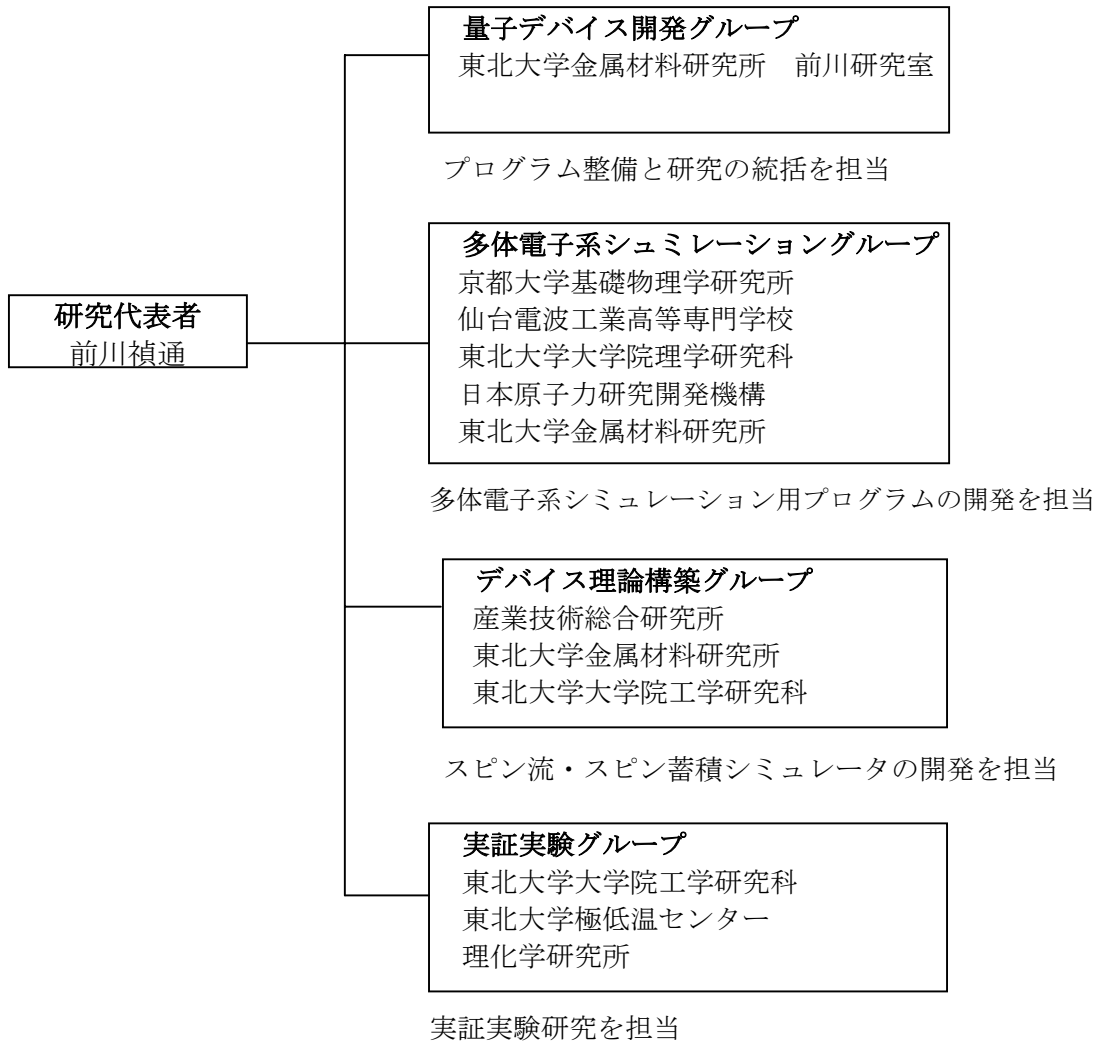 量子デバイス開発グループ
東北大学金属材料研究所　前川研究室
プログラム整備と研究の統括を担当
多体電子系シュミレーショングループ
京都大学基礎物理学研究所
仙台電波工業高等専門学校
東北大学大学院理学研究科
日本原子力研究開発機構
東北大学金属材料研究所
研究代表者
前川禎通
多体電子系シミュレーション用プログラムの開発を担当
デバイス理論構築グループ
産業技術総合研究所
東北大学金属材料研究所
東北大学大学院工学研究科
スピン流・スピン蓄積シミュレータの開発を担当
実証実験グループ
東北大学大学院工学研究科
東北大学極低温センター
理化学研究所
実証実験研究を担当